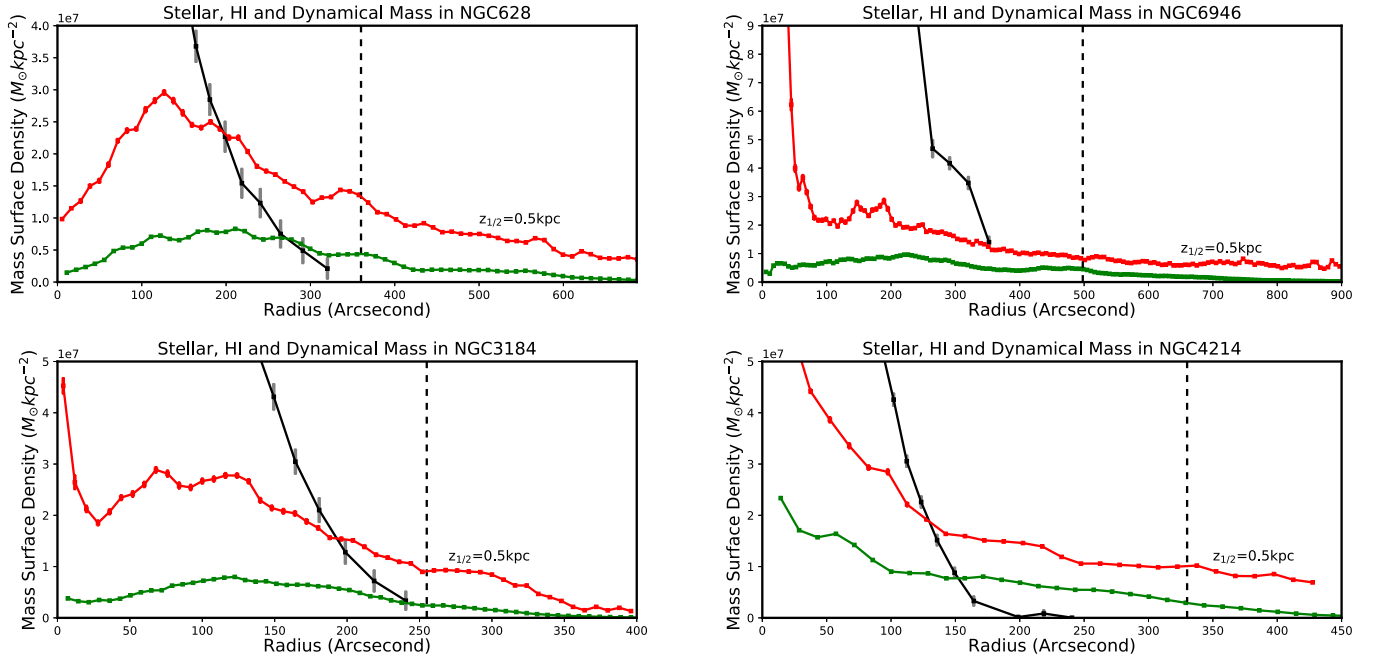 Stellar, HI and Dynamical Mass in NGC628
1e7
4.0
3.5
3.0
2.5
2.0
1.5
1.0
0.5
0.0
Mass Surface Density (M⊙kpc⁻²)
z1/2=0.5kpc
0 100 200 300 400 500 600
Radius (Arcsecond)
Stellar, HI and Dynamical Mass in NGC6946
1e7
9
8
7
6
5
4
3
2
1
0
Mass Surface Density (M⊙kpc⁻²)
z1/2=0.5kpc
0 100 200 300 400 500 600 700 800 900
Radius (Arcsecond)
Stellar, HI and Dynamical Mass in NGC3184
1e7
5
4
3
2
1
0
Mass Surface Density (M⊙kpc⁻²)
z1/2=0.5kpc
0 50 100 150 200 250 300 350 400
Radius (Arcsecond)
Stellar, HI and Dynamical Mass in NGC4214
1e7
5
4
3
2
1
0
Mass Surface Density (M⊙kpc⁻²)
z1/2=0.5kpc
0 50 100 150 200 250 300 350 400 450
Radius (Arcsecond)